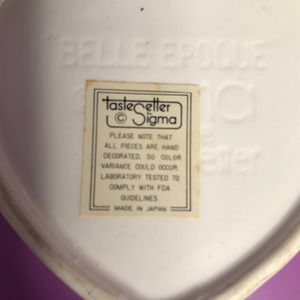 BELLE EPOQUE
tasteSetter
© by Sigma
PLEASE NOTE THAT
ALL PIECES ARE HAND
DECORATED, SO COLOR
VARIANCE COULD OCCUR.
LABORATORY TESTED TO
COMPLY WITH FDA
GUIDELINES
MADE IN JAPAN